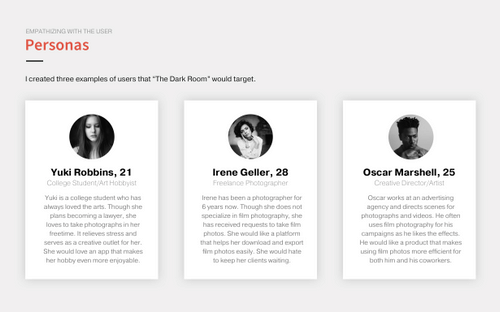 EMPATHIZING WITH THE USER
Personas
I created three examples of users that "The Dark Room" would target.
Yuki Robbins, 21
College Student/Art Hobbyist
Yuki is a college student who has
always loved the arts. Though she
plans becoming a lawyer, she
loves to take photographs in her
freetime. It relieves stress and
serves as a creative outlet for her.
She would love an app that makes
her hobby even more enjoyable.
Irene Geller, 28
Freelance Photographer
Irene has been a photographer for
6 years now. Though she does not
specialize in film photography, she
has received requests to take film
photos. She would like a platform
that helps her download and export
film photos easily. She would hate
to keep her clients waiting.
Oscar Marshell, 25
Creative Director/Artist
Oscar works at an advertising
agency and directs scenes for
photographs and videos. He often
uses film photography for his
campaigns as he likes the effects.
He would like a product that makes
using film photos more efficient for
both him and his coworkers.